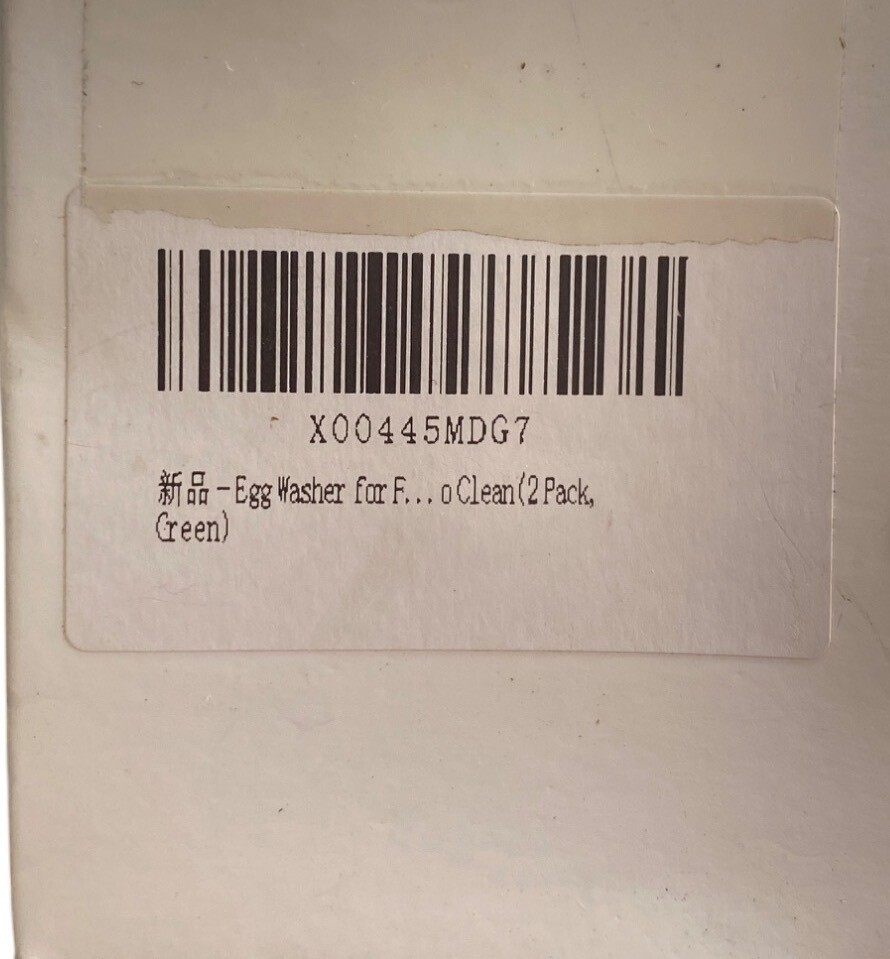 X00445MDG7
新品 - Egg Washer for F... o Clean(2 Pack,
Green)